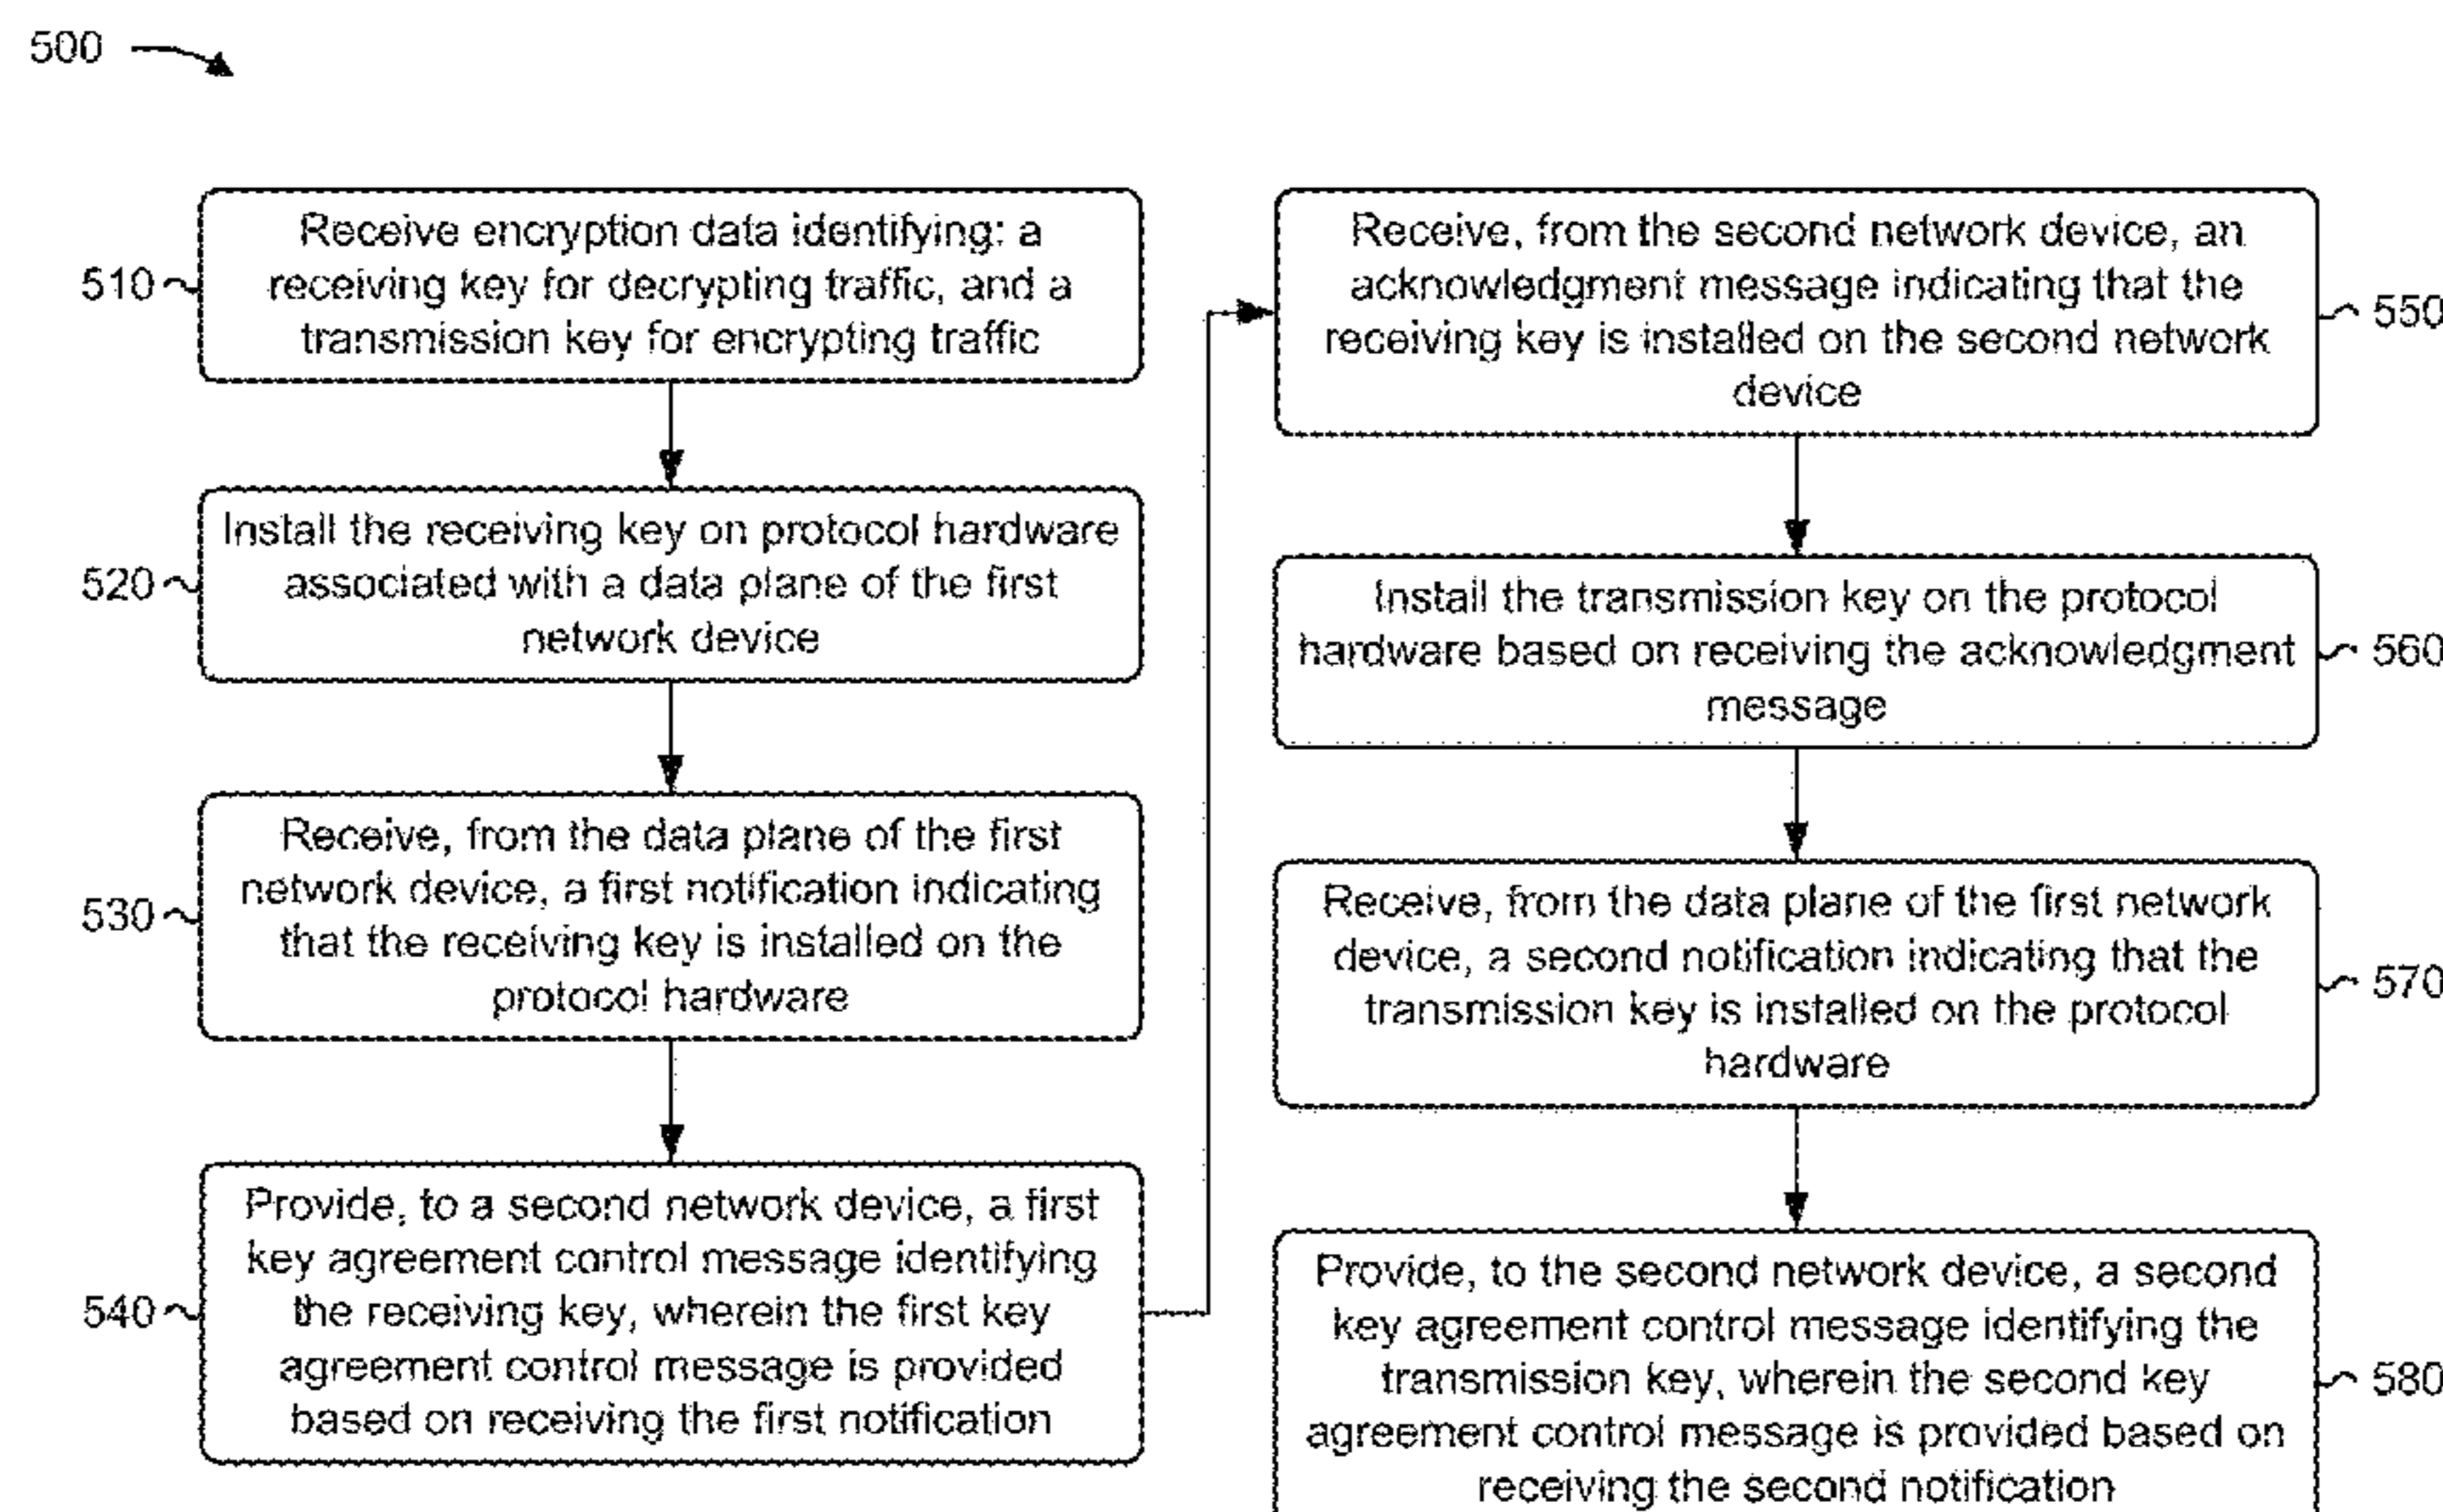 500
510
Receive encryption data identifying: a
receiving key for decrypting traffic, and a
transmission key for encrypting traffic
520
Install the receiving key on protocol hardware
associated with a data plane of the first
network device
530
Receive, from the data plane of the first
network device, a first notification indicating
that the receiving key is installed on the
protocol hardware
540
Provide, to a second network device, a first
key agreement control message identifying
the receiving key, wherein the first key
agreement control message is provided
based on receiving the first notification
Receive, from the second network device, an
acknowledgment message indicating that the
receiving key is installed on the second network
device
550
Install the transmission key on the protocol
hardware based on receiving the acknowledgment
message
560
Receive, from the data plane of the first network
device, a second notification indicating that the
transmission key is installed on the protocol
hardware
570
Provide, to the second network device, a second
key agreement control message identifying the
transmission key, wherein the second key
agreement control message is provided based on
receiving the second notification
580